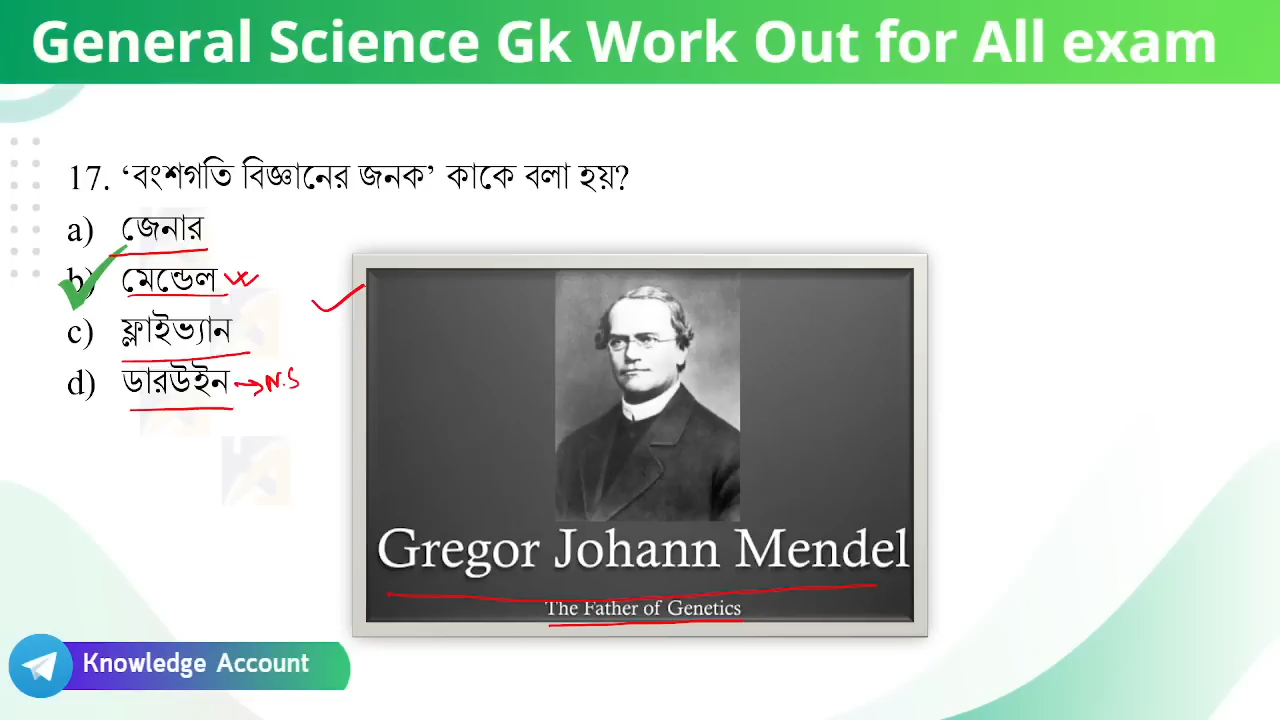 General Science Gk Work Out for All exam
17. ‘বংশগতি বিজ্ঞানের জনক’ কাকে বলা হয়?
a) জেনার
b) মেন্ডেল
c) ফ্লাইভ্যান
d) ডারউইন → N.S
Gregor Johann Mendel
The Father of Genetics
Knowledge Account